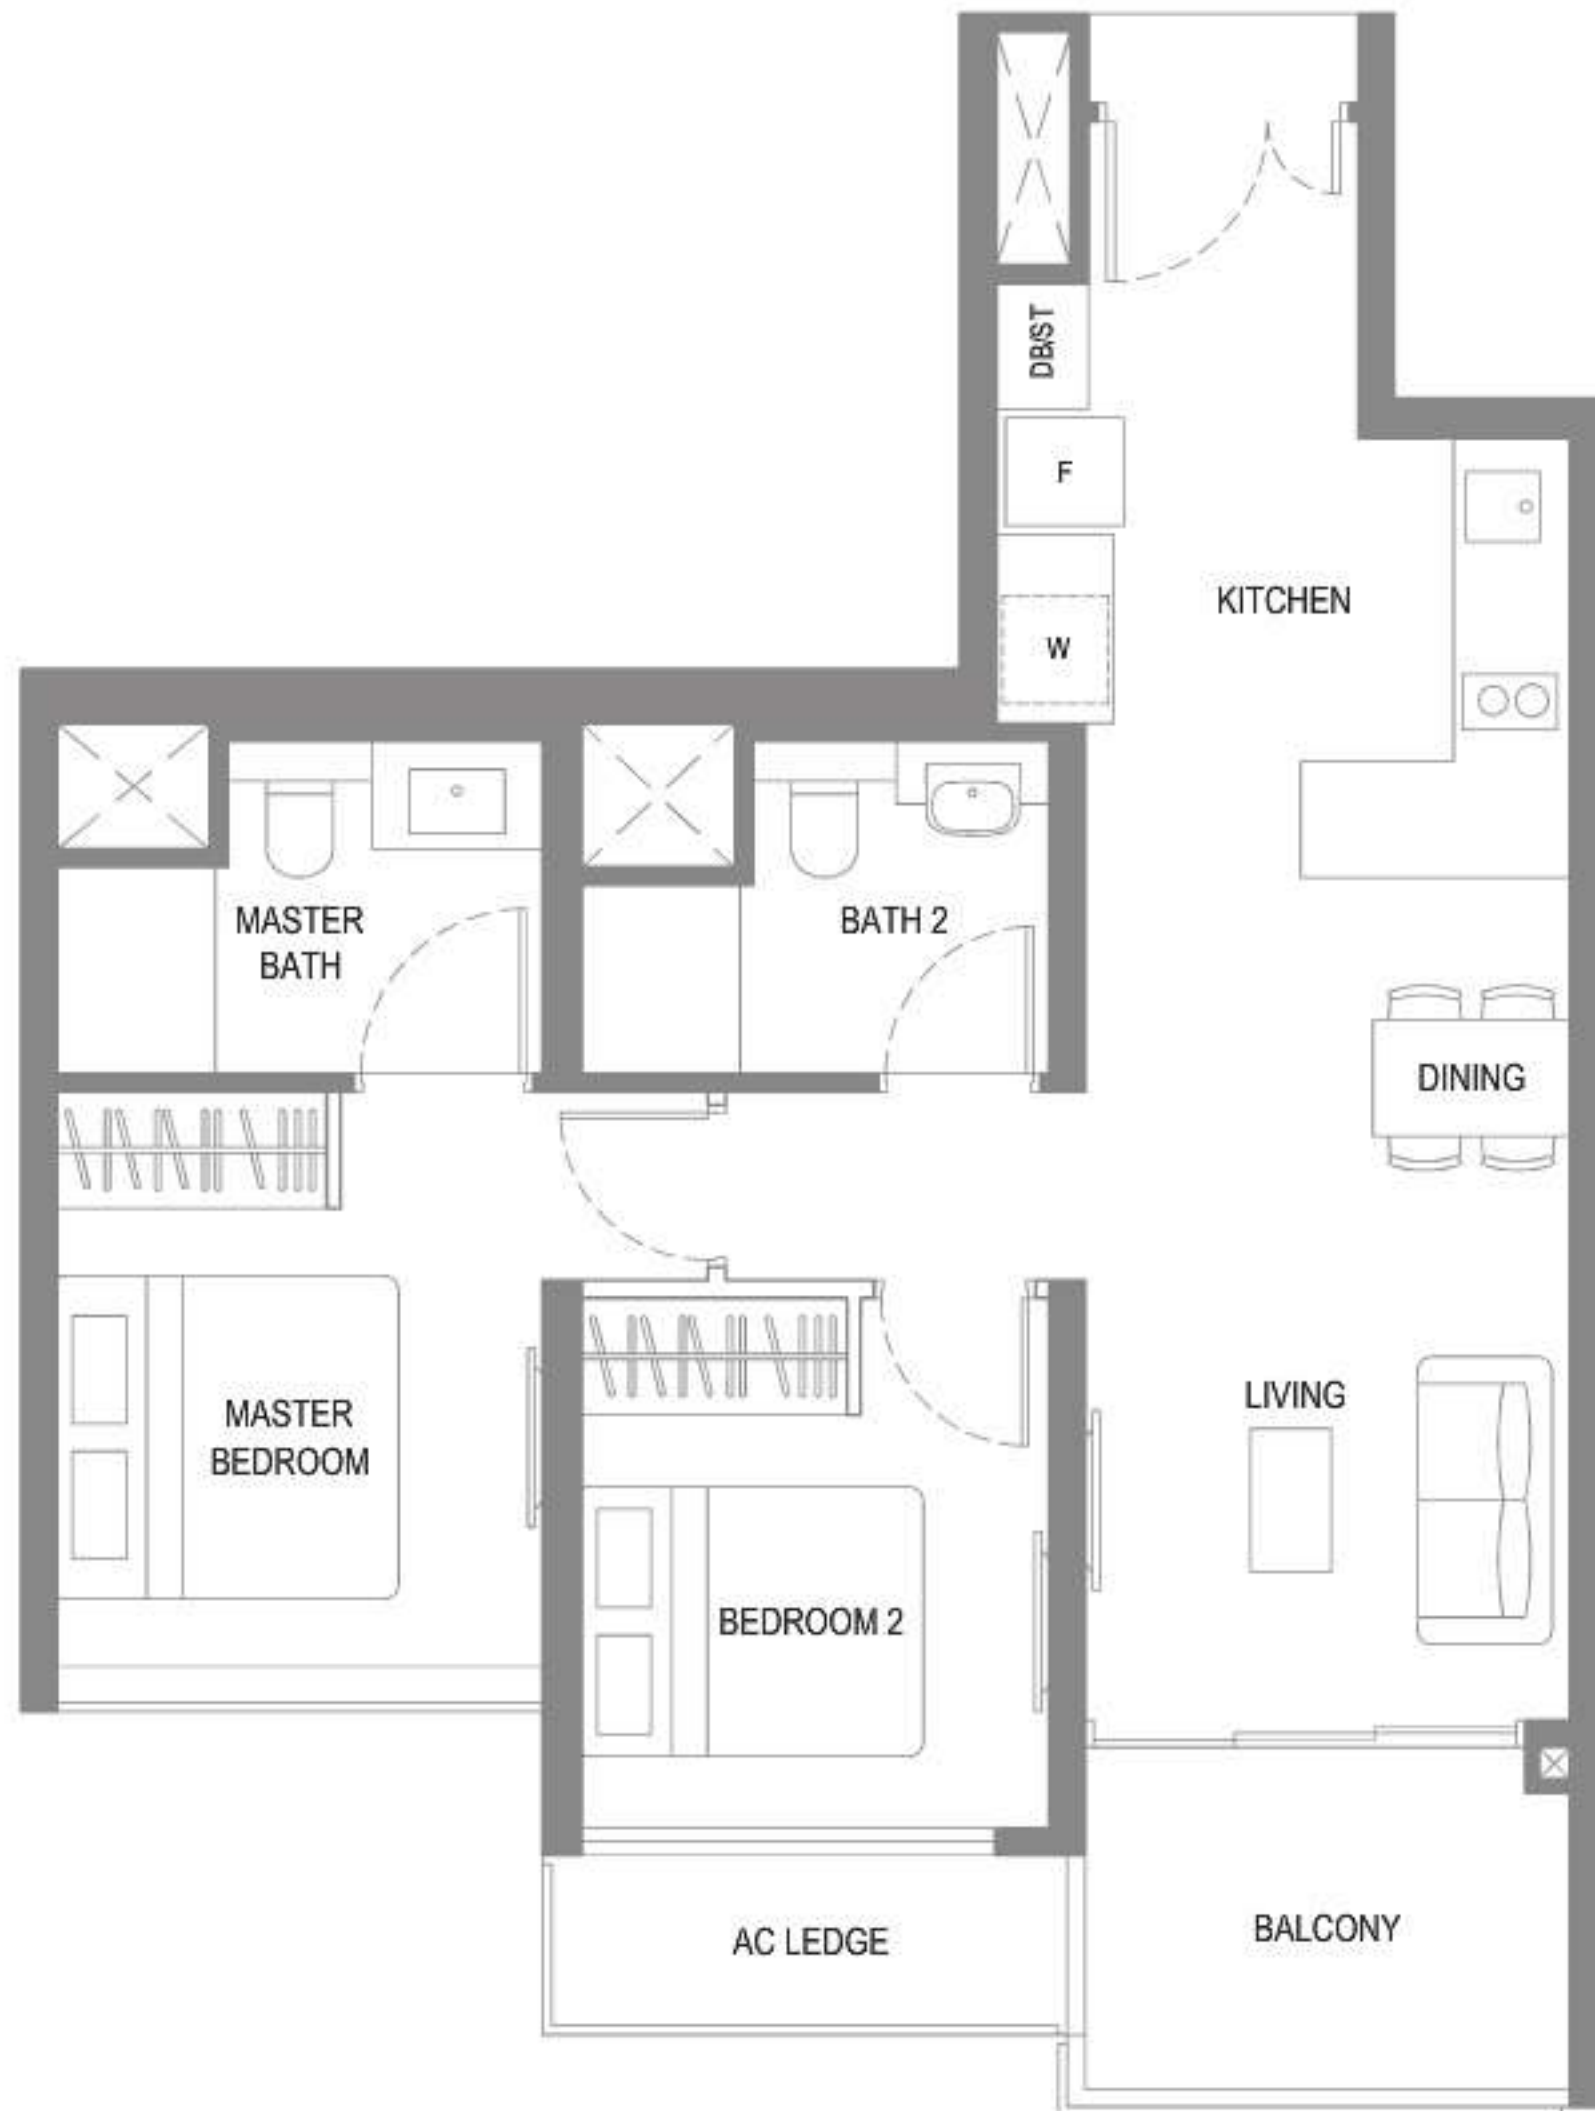 DB/ST
F
KITCHEN
W
MASTER
BATH
BATH 2
DINING
MASTER
BEDROOM
LIVING
BEDROOM 2
AC LEDGE
BALCONY